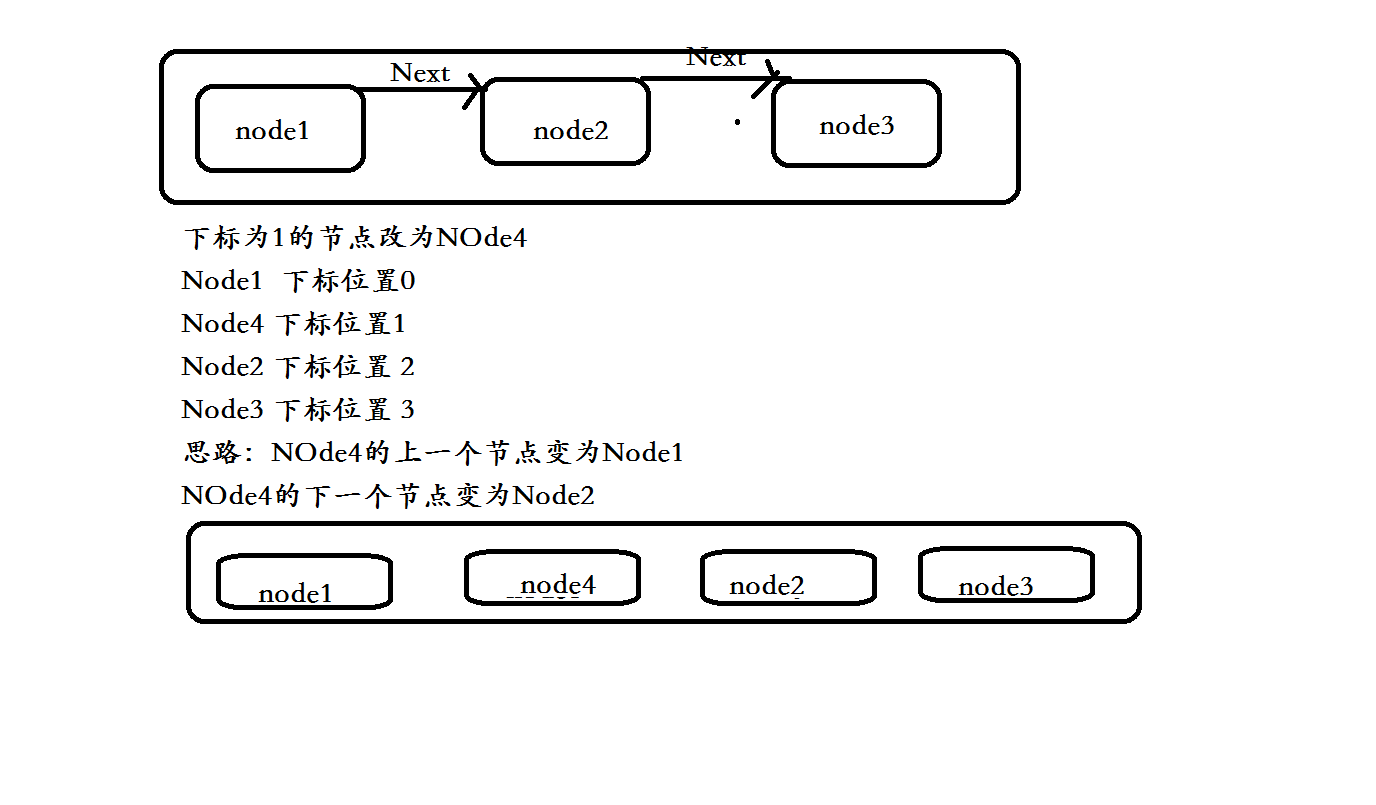 Next
Next
node1
node2
node3
下标为1的节点改为NOde4
Node1 下标位置0
Node4 下标位置1
Node2 下标位置 2
Node3 下标位置 3
思路：NOde4的上一个节点变为Node1
NOde4的下一个节点变为Node2
node1
node4
node2
node3